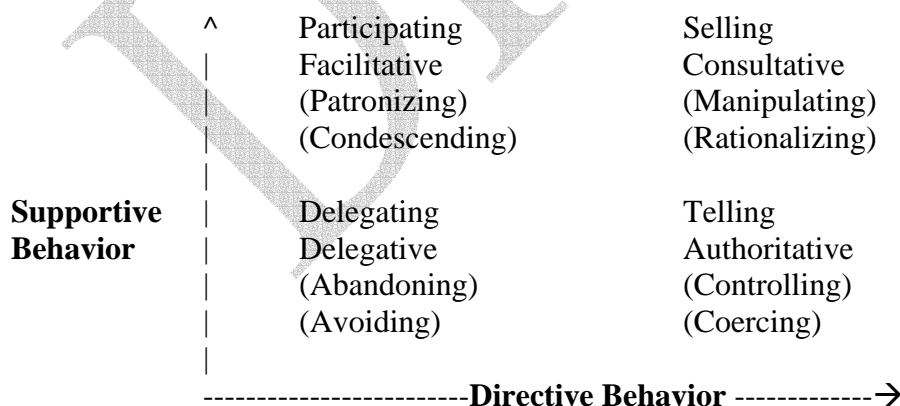 ^ Participating Selling
| Facilitative Consultative
| (Patronizing) (Manipulating)
| (Condescending) (Rationalizing)
|
Supportive | Delegating Telling
Behavior | Delegative Authoritative
| (Abandoning) (Controlling)
| (Avoiding) (Coercing)
|
-------------------------Directive Behavior -------------→